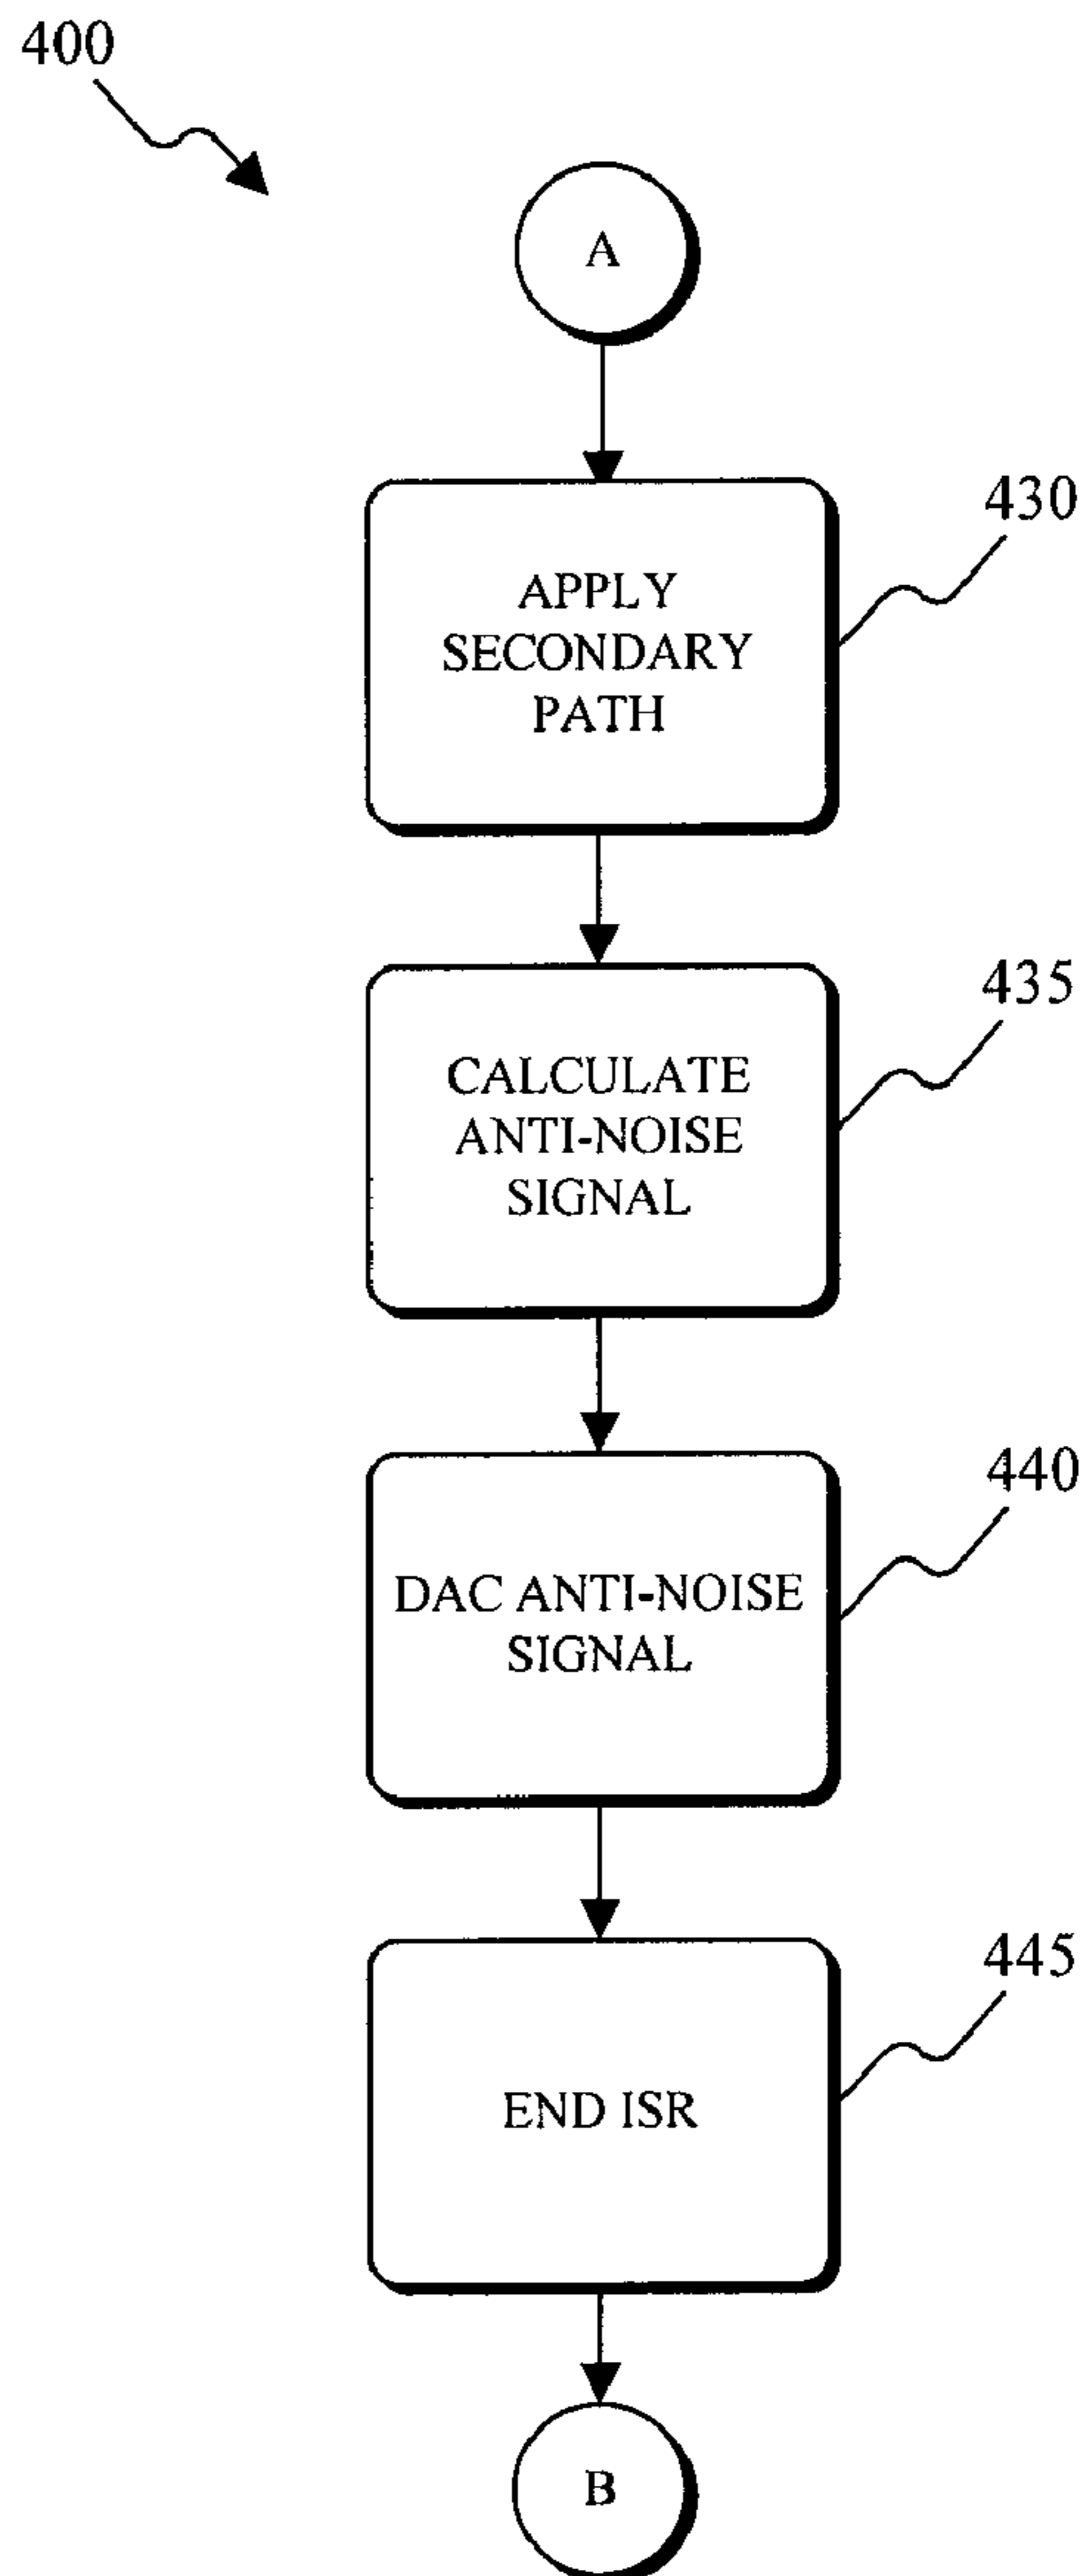 400
A
430
APPLY
SECONDARY
PATH
435
CALCULATE
ANTI-NOISE
SIGNAL
440
DAC ANTI-NOISE
SIGNAL
445
END ISR
B